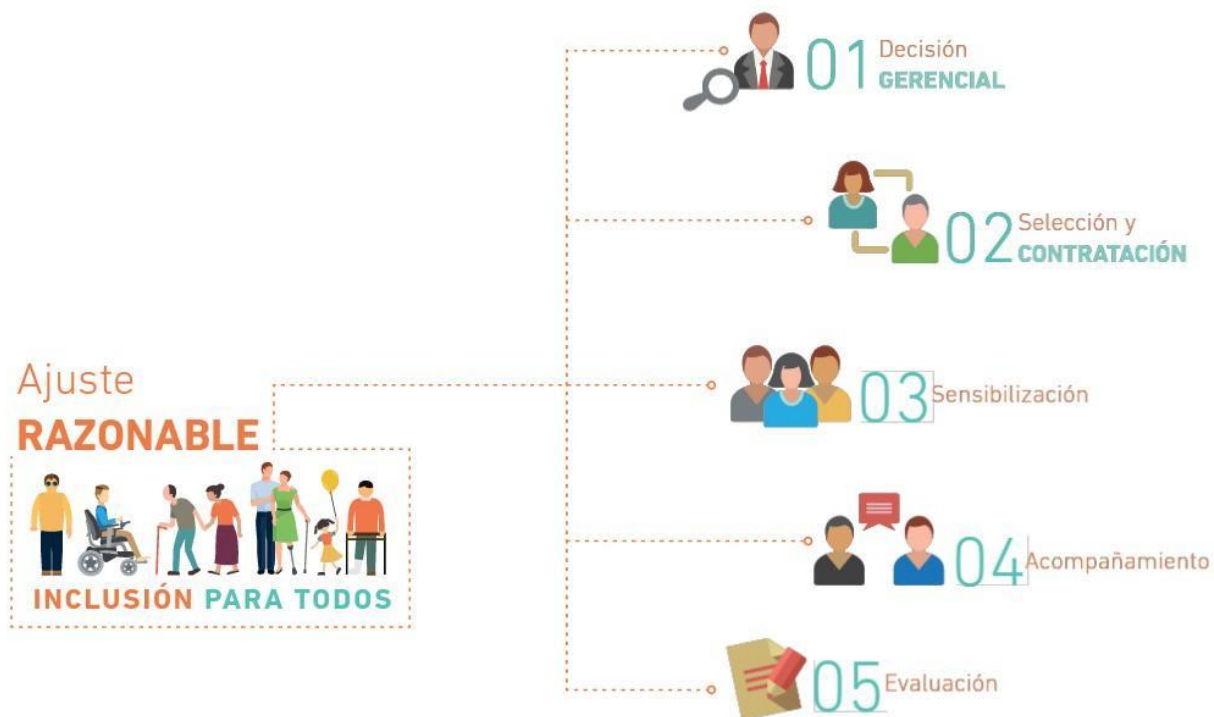 Ajuste
RAZONABLE
INCLUSIÓN PARA TODOS
01 Decisión
GERENCIAL
02 Selección y
CONTRATACIÓN
03 Sensibilización
04 Acompañamiento
05 Evaluación